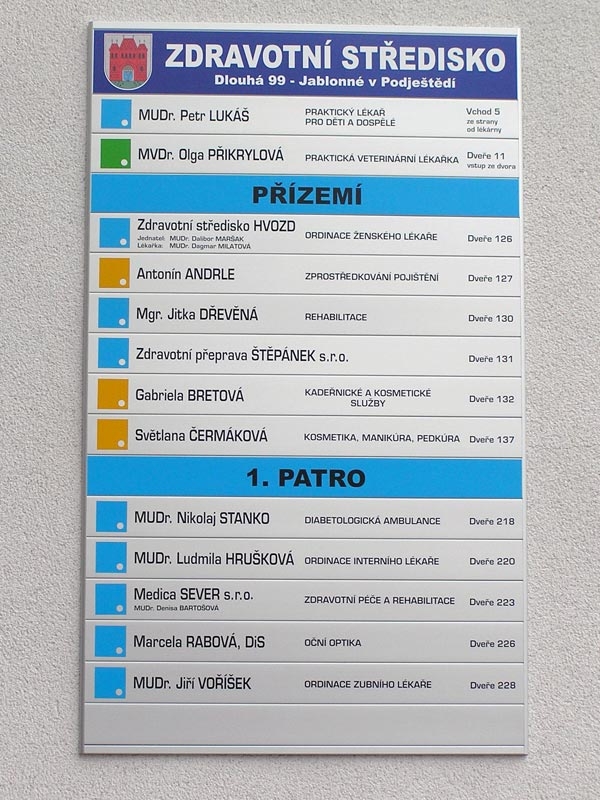 ZDRAVOTNÍ STŘEDISKO
Dlouhá 99 - Jablonné v Podještědí
MUDr. Petr LUKÁŠ PRAKTICKÝ LÉKAŘ PRO DĚTI A DOSPĚLÉ Vchod 5 ze strany od lékárny
MVDr. Olga PŘIKRYLOVÁ PRAKTICKÁ VETERINÁRNÍ LÉKAŘKA Dveře 11 vstup ze dvora
PŘÍZEMÍ
Zdravotní středisko HVOZD ORDINACE ŽENSKÉHO LÉKAŘE Dveře 126
Jednatel: MUDr. Dalibor MARŠAK
Lékařka: MUDr. Dagmar MILATOVÁ
Antonín ANDRLE ZPROSTŘEDKOVÁNÍ POJIŠTĚNÍ Dveře 127
Mgr. Jitka DŘEVĚNÁ REHABILITACE Dveře 130
Zdravotní přeprava ŠTĚPÁNEK s.r.o. Dveře 131
Gabriela BRETOVÁ KADEŘNICKÉ A KOSMETICKÉ SLUŽBY Dveře 132
Světlana ČERMÁKOVÁ KOSMETIKA, MANIKÚRA, PEDKÚRA Dveře 137
1. PATRO
MUDr. Nikolaj STANKO DIABETOLOGICKÁ AMBULANCE Dveře 218
MUDr. Ludmila HRUŠKOVÁ ORDINACE INTERNÍHO LÉKAŘE Dveře 220
Medica SEVER s.r.o. ZDRAVOTNÍ PÉČE A REHABILITACE Dveře 223
MUDr. Denisa BARTOŠOVÁ
Marcela RABOVÁ, DiS OČNÍ OPTIKA Dveře 226
MUDr. Jiří VOŘÍŠEK ORDINACE ZUBNÍHO LÉKAŘE Dveře 228